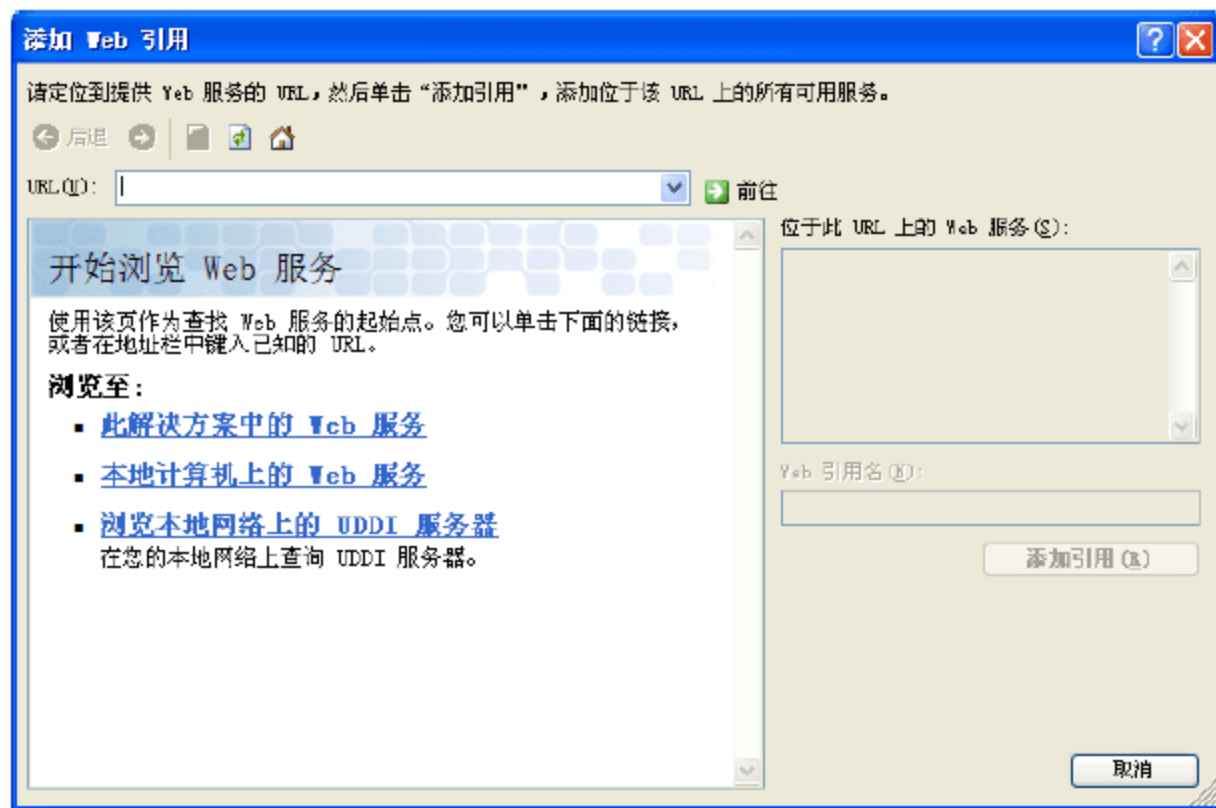 添加 Web 引用
请定位到提供 Web 服务的 URL，然后单击“添加引用”，添加位于该 URL 上的所有可用服务。
后退
URL(U):
前往
开始浏览 Web 服务
使用该页作为查找 Web 服务的起始点。您可以单击下面的链接，
或者在地址栏中键入已知的 URL。
浏览至:
▪ 此解决方案中的 Web 服务
▪ 本地计算机上的 Web 服务
▪ 浏览本地网络上的 UDDI 服务器
在您的本地网络上查询 UDDI 服务器。
位于此 URL 上的 Web 服务(S):
Web 引用名(N):
添加引用(R)
取消